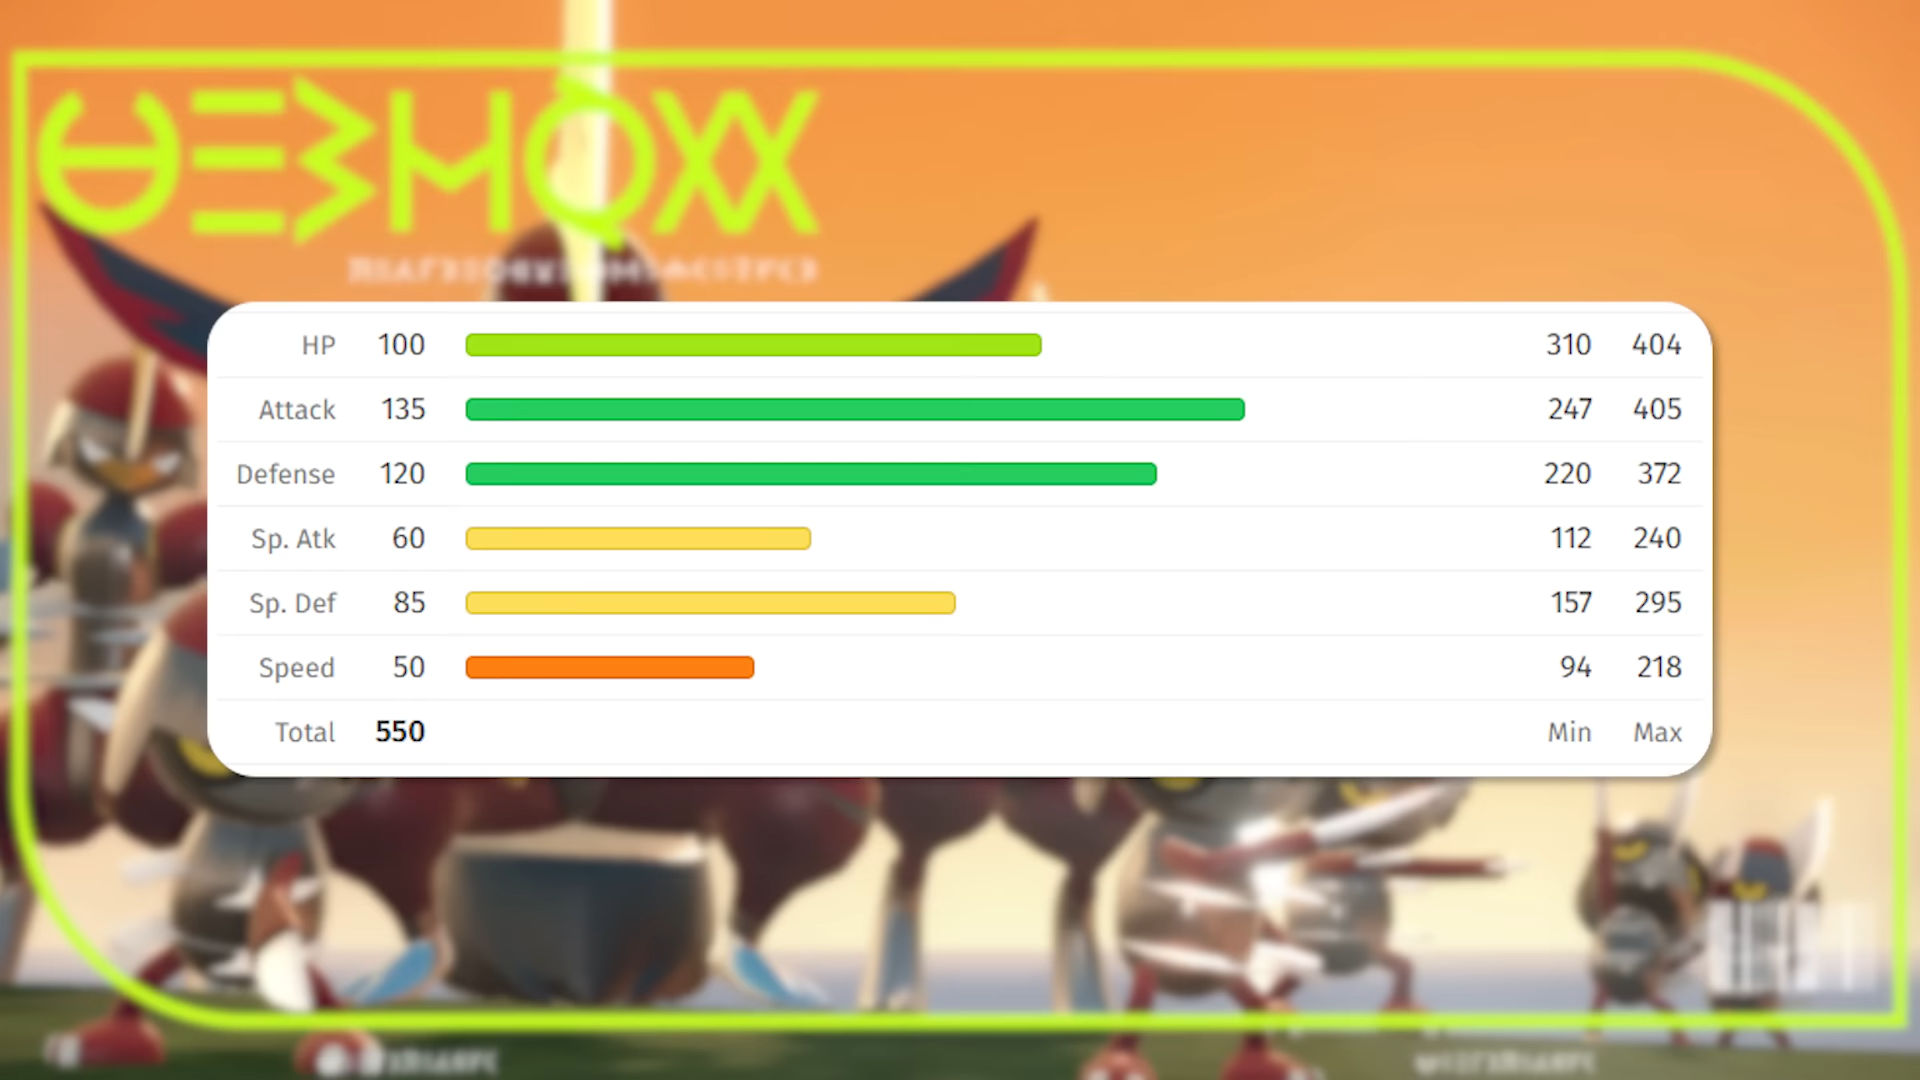 HP 100 310 404
Attack 135 247 405
Defense 120 220 372
Sp. Atk 60 112 240
Sp. Def 85 157 295
Speed 50 94 218
Total 550 Min Max